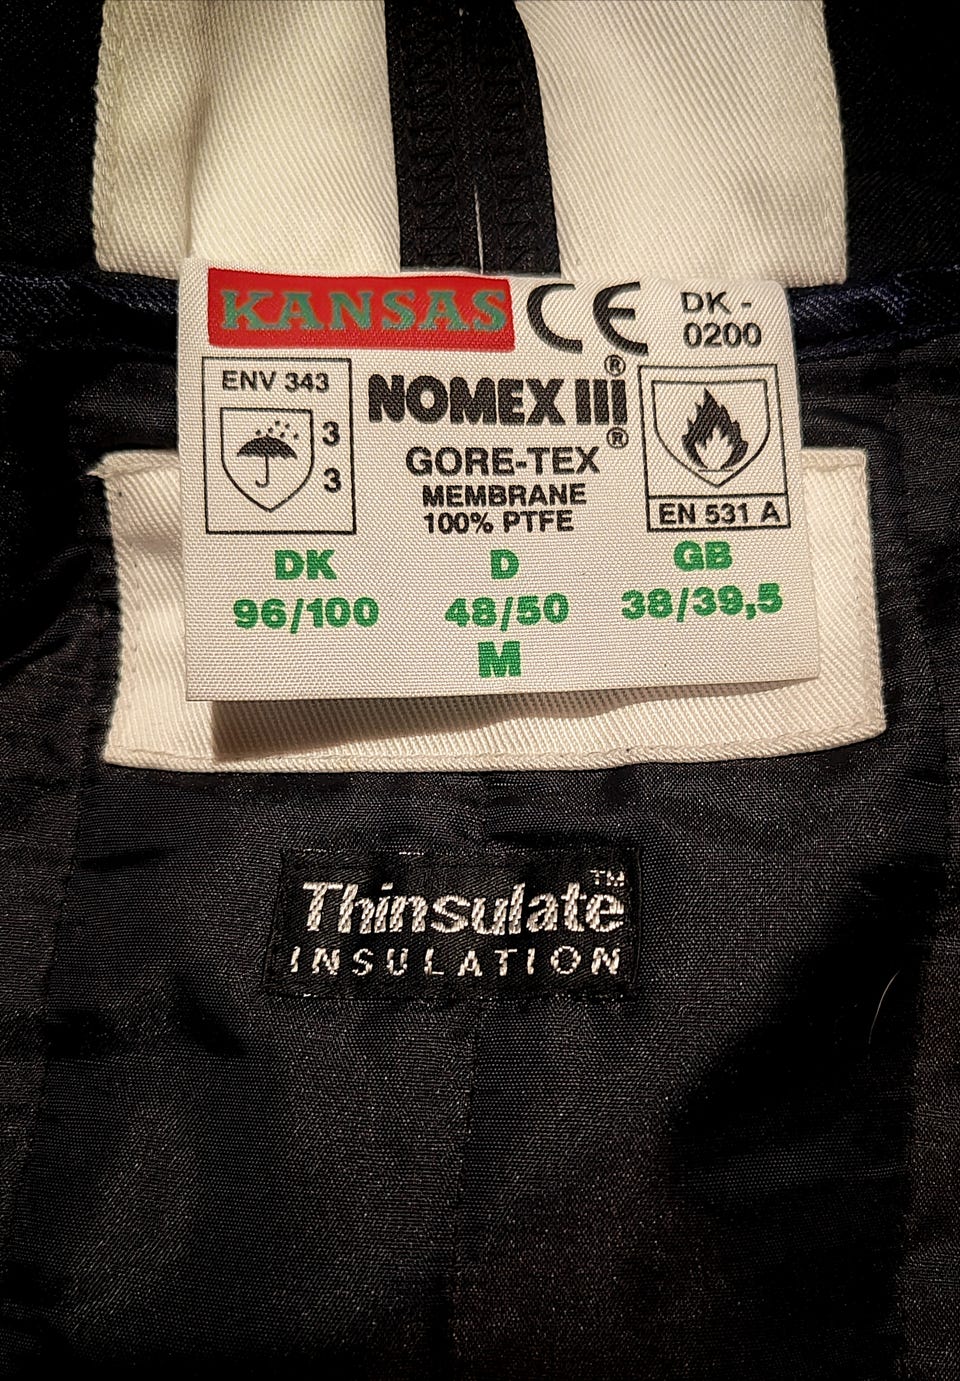 KANSAS CE DK -
0200
ENV 343
3
3
NOMEX III®
GORE-TEX®
MEMBRANE
100% PTFE
EN 531 A
DK D GB
96/100 48/50 38/39,5
M
Thinsulate™
INSULATION